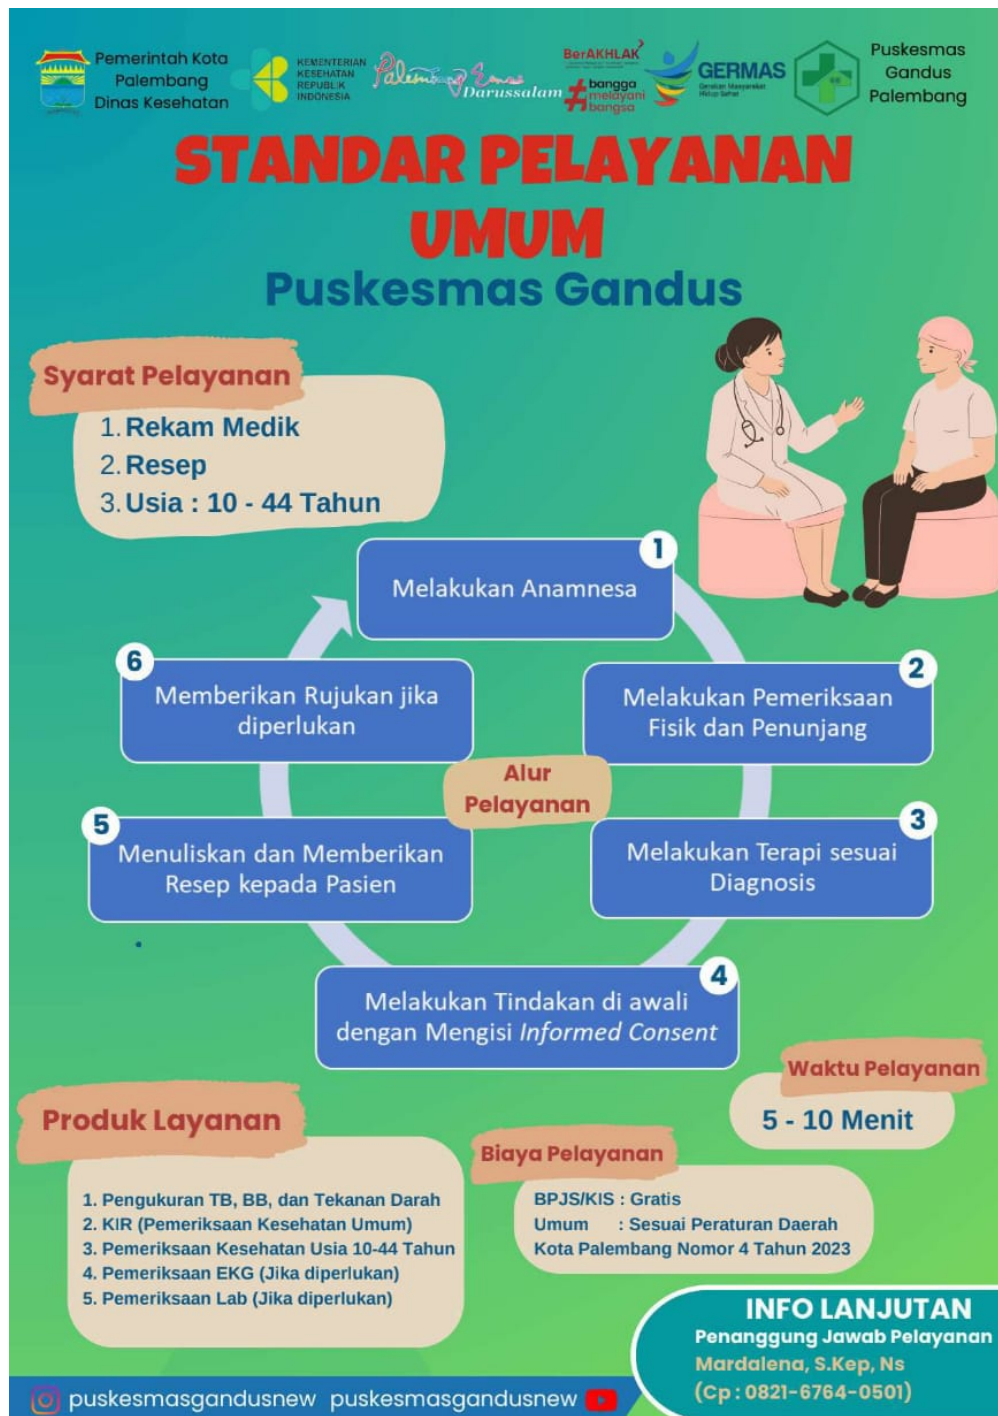 Pemerintah Kota
Palembang
Dinas Kesehatan
KEMENTERIAN
KESEHATAN
REPUBLIK
INDONESIA
Palembang Emas
Darussalam
BerAKHLAK
#bangga
melayani
bangsa
GERMAS
Gerakan Masyarakat
Hidup Sehat
Puskesmas
Gandus
Palembang
STANDAR PELAYANAN
UMUM
Puskesmas Gandus
Syarat Pelayanan
1. Rekam Medik
2. Resep
3. Usia : 10 - 44 Tahun
1
Melakukan Anamnesa
2
Melakukan Pemeriksaan
Fisik dan Penunjang
3
Melakukan Terapi sesuai
Diagnosis
4
Melakukan Tindakan di awali
dengan Mengisi Informed Consent
5
Menuliskan dan Memberikan
Resep kepada Pasien
6
Memberikan Rujukan jika
diperlukan
Alur
Pelayanan
Waktu Pelayanan
5 - 10 Menit
Produk Layanan
1. Pengukuran TB, BB, dan Tekanan Darah
2. KIR (Pemeriksaan Kesehatan Umum)
3. Pemeriksaan Kesehatan Usia 10-44 Tahun
4. Pemeriksaan EKG (Jika diperlukan)
5. Pemeriksaan Lab (Jika diperlukan)
Biaya Pelayanan
BPJS/KIS : Gratis
Umum : Sesuai Peraturan Daerah
Kota Palembang Nomor 4 Tahun 2023
INFO LANJUTAN
Penanggung Jawab Pelayanan
Mardalena, S.Kep, Ns
(Cp : 0821-6764-0501)
puskesmasgandusnew puskesmasgandusnew